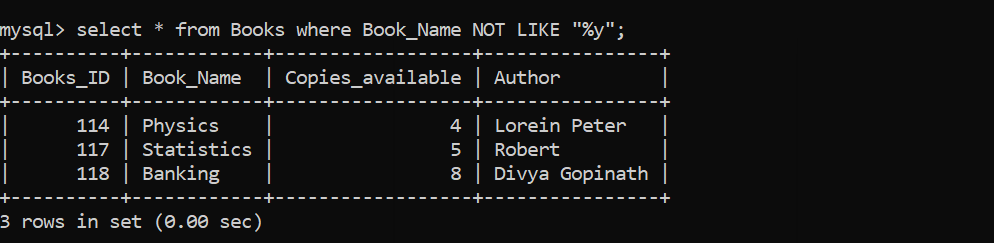 mysql> select * from Books where Book_Name NOT LIKE "%y";
+----------+------------+------------------+----------------+
| Books_ID | Book_Name  | Copies_available | Author         |
+----------+------------+------------------+----------------+
|      114 | Physics    |                4 | Lorein Peter   |
|      117 | Statistics |                5 | Robert         |
|      118 | Banking    |                8 | Divya Gopinath |
+----------+------------+------------------+----------------+
3 rows in set (0.00 sec)